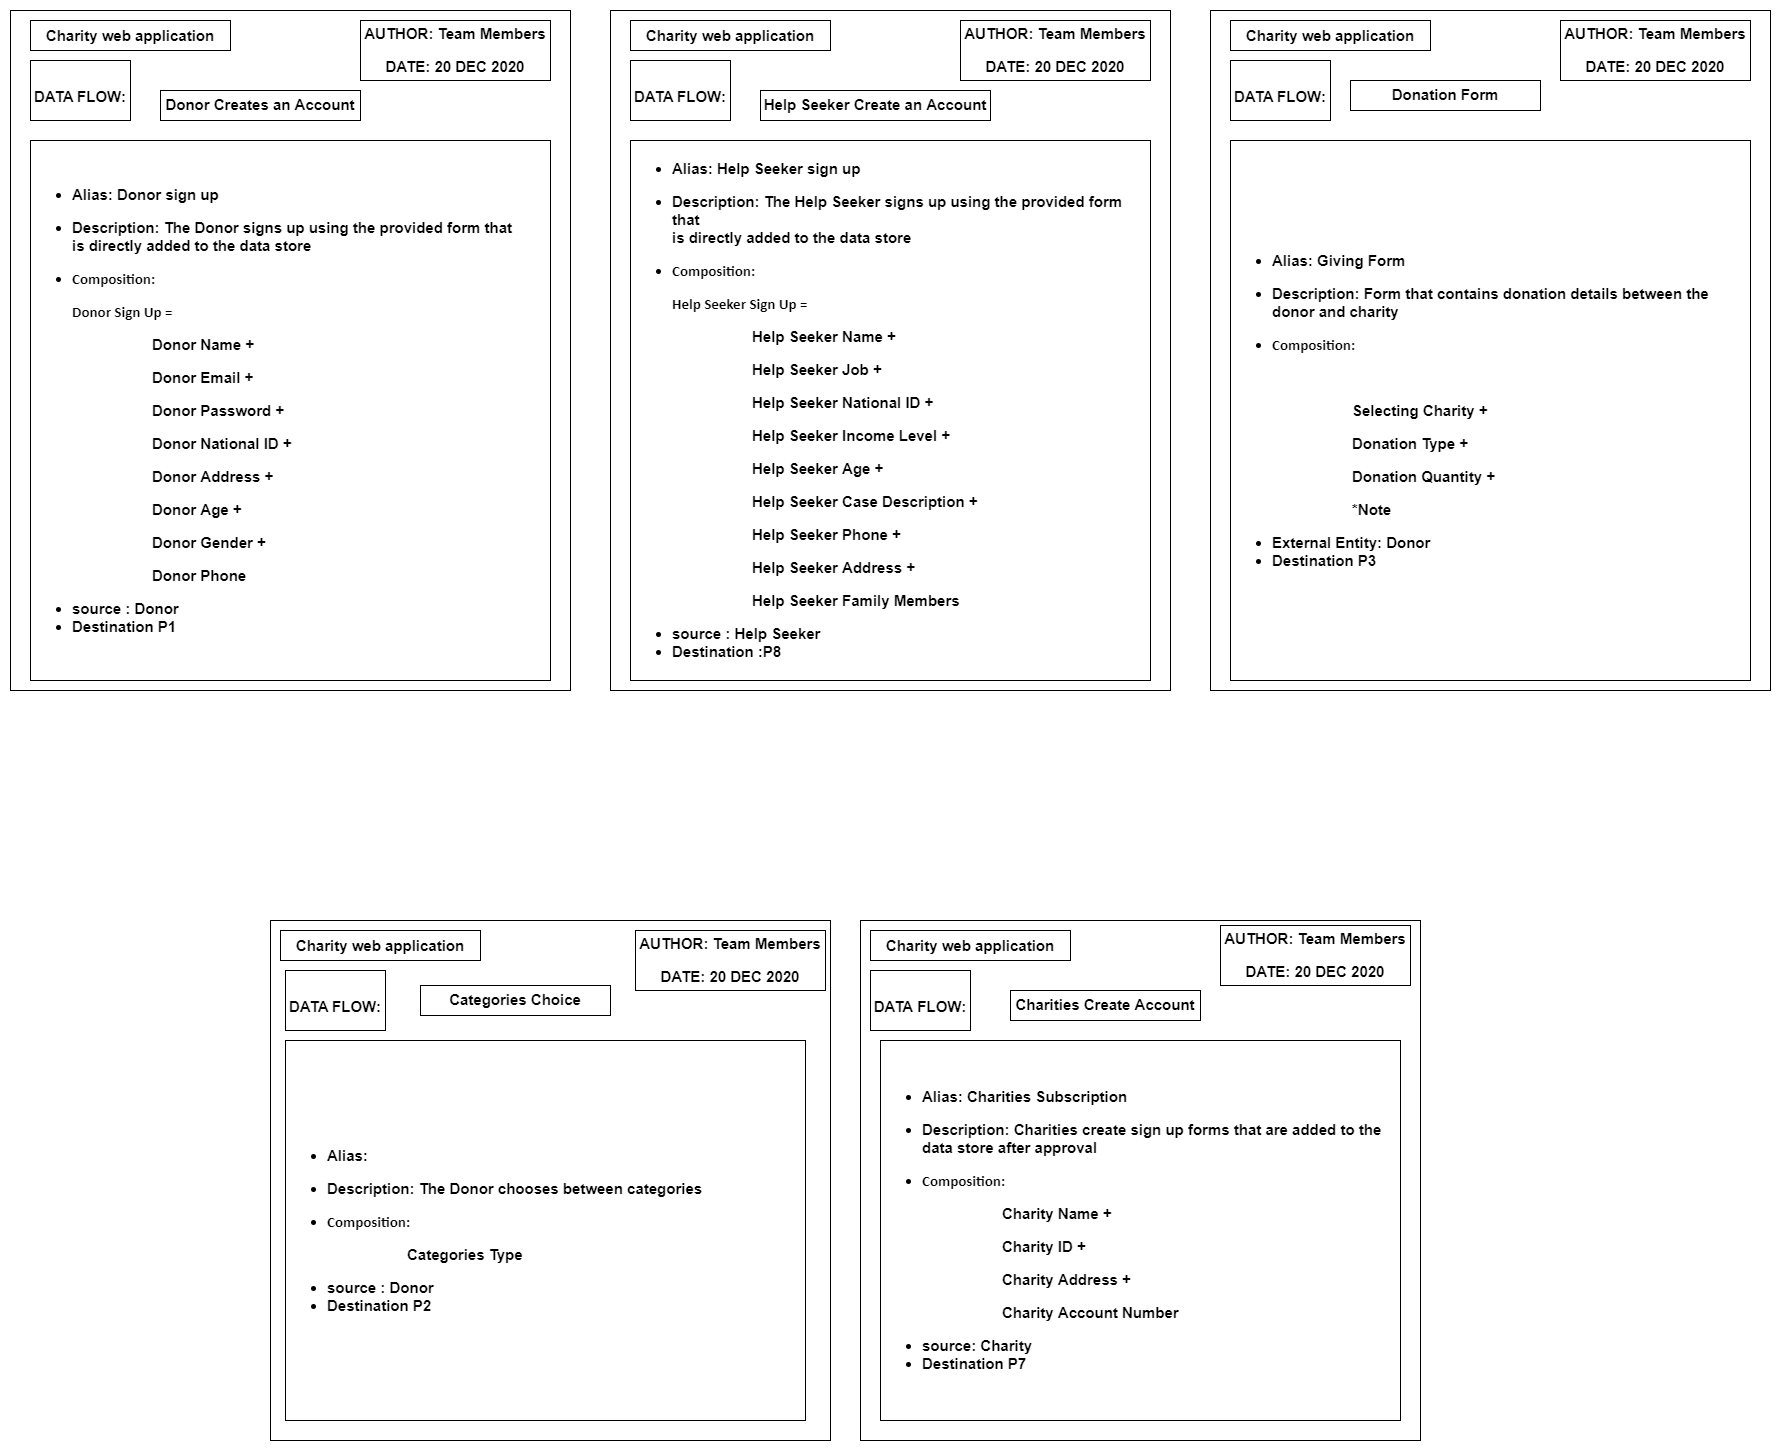 Charity web application
AUTHOR: Team Members
DATE: 20 DEC 2020
DATA FLOW:
Donor Creates an Account
• Alias: Donor sign up
• Description: The Donor signs up using the provided form that
is directly added to the data store
• Composition:
Donor Sign Up =
Donor Name +
Donor Email +
Donor Password +
Donor National ID +
Donor Address +
Donor Age +
Donor Gender +
Donor Phone
• source : Donor
• Destination P1
Charity web application
AUTHOR: Team Members
DATE: 20 DEC 2020
DATA FLOW:
Help Seeker Create an Account
• Alias: Help Seeker sign up
• Description: The Help Seeker signs up using the provided form
that
is directly added to the data store
• Composition:
Help Seeker Sign Up =
Help Seeker Name +
Help Seeker Job +
Help Seeker National ID +
Help Seeker Income Level +
Help Seeker Age +
Help Seeker Case Description +
Help Seeker Phone +
Help Seeker Address +
Help Seeker Family Members
• source : Help Seeker
• Destination :P8
Charity web application
AUTHOR: Team Members
DATE: 20 DEC 2020
DATA FLOW:
Donation Form
• Alias: Giving Form
• Description: Form that contains donation details between the
donor and charity
• Composition:
Selecting Charity +
Donation Type +
Donation Quantity +
*Note
• External Entity: Donor
• Destination P3
Charity web application
AUTHOR: Team Members
DATE: 20 DEC 2020
DATA FLOW:
Categories Choice
• Alias:
• Description: The Donor chooses between categories
• Composition:
Categories Type
• source : Donor
• Destination P2
Charity web application
AUTHOR: Team Members
DATE: 20 DEC 2020
DATA FLOW:
Charities Create Account
• Alias: Charities Subscription
• Description: Charities create sign up forms that are added to the
data store after approval
• Composition:
Charity Name +
Charity ID +
Charity Address +
Charity Account Number
• source: Charity
• Destination P7